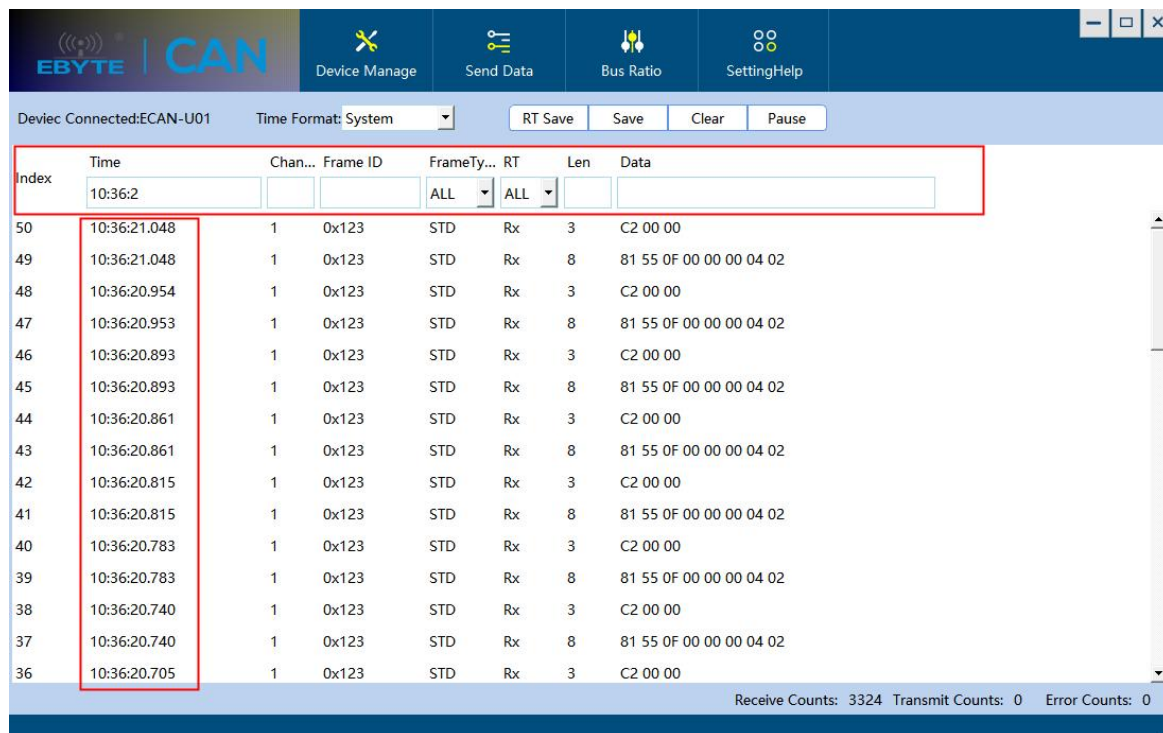 EBYTE | CAN
Device Manage Send Data Bus Ratio SettingHelp
Deviec Connected:ECAN-U01 Time Format: System RT Save Save Clear Pause
Index Time Chan... Frame ID FrameTy... RT Len Data
10:36:2 ALL ALL
50 10:36:21.048 1 0x123 STD Rx 3 C2 00 00
49 10:36:21.048 1 0x123 STD Rx 8 81 55 0F 00 00 00 04 02
48 10:36:20.954 1 0x123 STD Rx 3 C2 00 00
47 10:36:20.953 1 0x123 STD Rx 8 81 55 0F 00 00 00 04 02
46 10:36:20.893 1 0x123 STD Rx 3 C2 00 00
45 10:36:20.893 1 0x123 STD Rx 8 81 55 0F 00 00 00 04 02
44 10:36:20.861 1 0x123 STD Rx 3 C2 00 00
43 10:36:20.861 1 0x123 STD Rx 8 81 55 0F 00 00 00 04 02
42 10:36:20.815 1 0x123 STD Rx 3 C2 00 00
41 10:36:20.815 1 0x123 STD Rx 8 81 55 0F 00 00 00 04 02
40 10:36:20.783 1 0x123 STD Rx 3 C2 00 00
39 10:36:20.783 1 0x123 STD Rx 8 81 55 0F 00 00 00 04 02
38 10:36:20.740 1 0x123 STD Rx 3 C2 00 00
37 10:36:20.740 1 0x123 STD Rx 8 81 55 0F 00 00 00 04 02
36 10:36:20.705 1 0x123 STD Rx 3 C2 00 00
Receive Counts: 3324 Transmit Counts: 0 Error Counts: 0